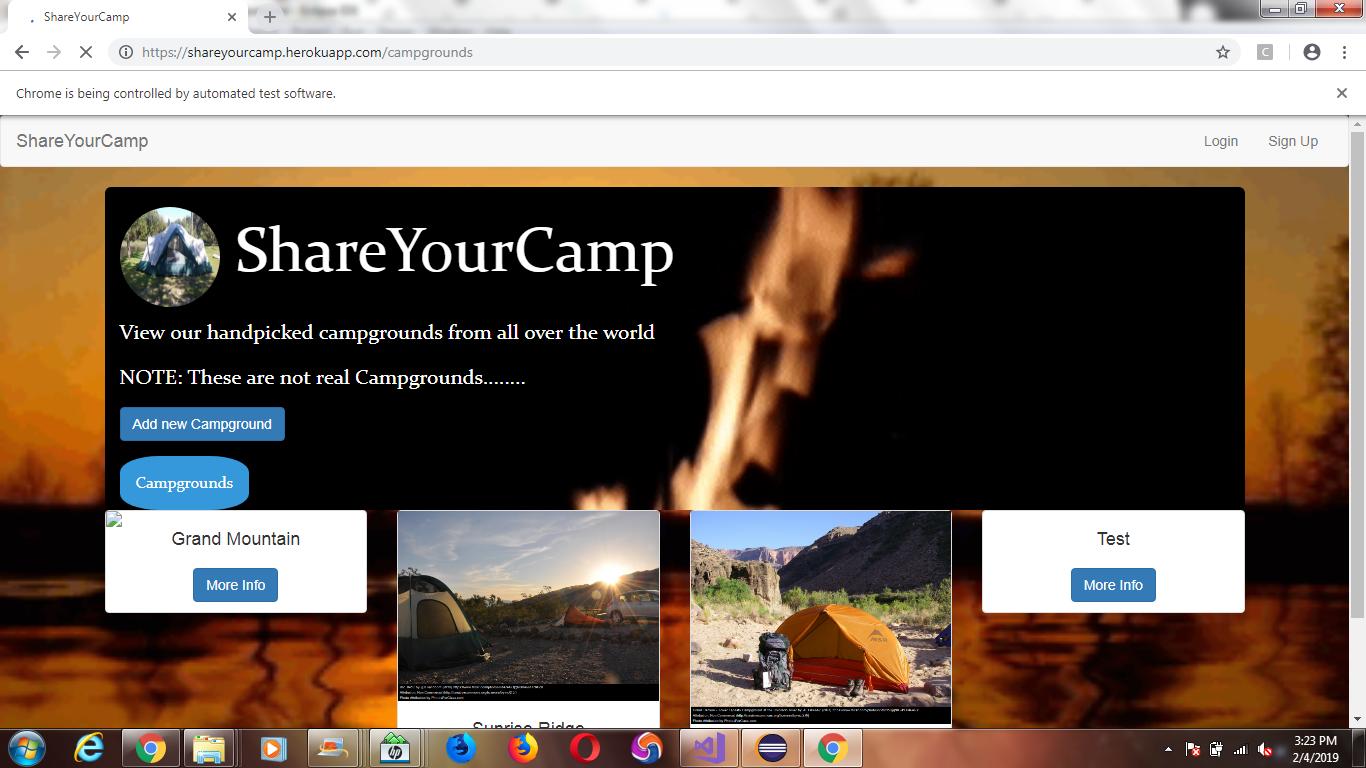 ShareYourCamp
https://shareyourcamp.herokuapp.com/campgrounds
Chrome is being controlled by automated test software.
ShareYourCamp
Login
Sign Up
ShareYourCamp
View our handpicked campgrounds from all over the world
NOTE: These are not real Campgrounds........
Add new Campground
Campgrounds
Grand Mountain
More Info
Sunrise Ridge
Test
More Info
3:23 PM
2/4/2019